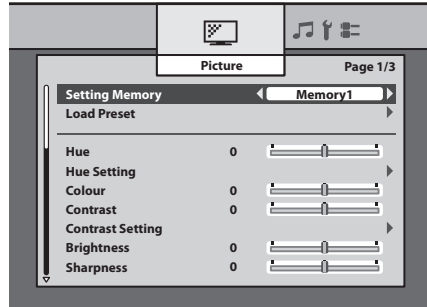 Picture
Page 1/3
Setting Memory Memory1
Load Preset
Hue 0
Hue Setting
Colour 0
Contrast 0
Contrast Setting
Brightness 0
Sharpness 0